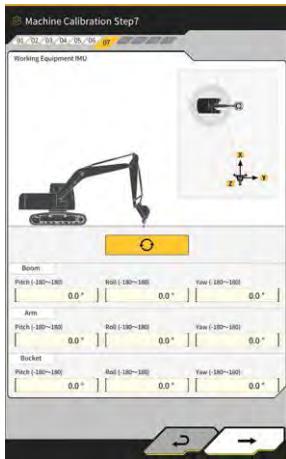 Machine Calibration Step7
01 02 03 04 05 06 07
Working Equipment IMU
X
Z Y
Boom
Pitch (-180~180) Roll (-180~180) Yaw (-180~180)
[ 0.0 ° ] [ 0.0 ° ] [ 0.0 ° ]
Arm
Pitch (-180~180) Roll (-180~180) Yaw (-180~180)
[ 0.0 ° ] [ 0.0 ° ] [ 0.0 ° ]
Bucket
Pitch (-180~180) Roll (-180~180) Yaw (-180~180)
[ 0.0 ° ] [ 0.0 ° ] [ 0.0 ° ]